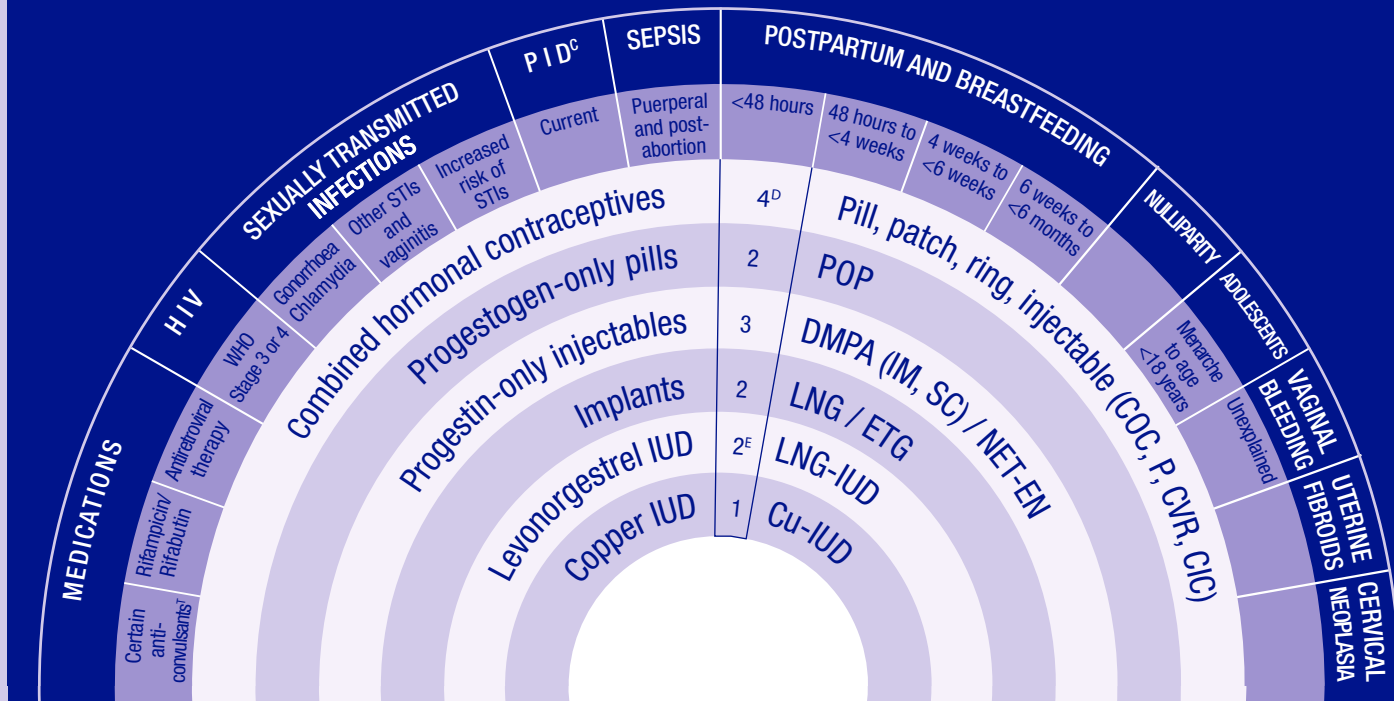 MEDICATIONS
HIV
SEXUALLY TRANSMITTED
INFECTIONS
PIDC
SEPSIS
POSTPARTUM AND BREASTFEEDING
NULLIPARITY
ADOLESCENTS
VAGINAL
BLEEDING
UTERINE
FIBROIDS
CERVICAL
NEOPLASIA
Certain
anti-
convulsantsT
Rifampicin/
Rifabutin
Antiretroviral
therapy
WHO
Stage 3 or 4
Gonorrhoea
Chlamydia
Other STIs
and
vaginitis
Increased
risk of
STIs
Current
Puerperal
and post-
abortion
<48 hours
48 hours to
<4 weeks
4 weeks to
<6 weeks
6 weeks to
<6 months
Menarche
to age
<18 years
Unexplained
Combined hormonal contraceptives
4D
Pill, patch, ring, injectable (COC, P, CVR, CIC)
Progestogen-only pills
2
POP
Progestin-only injectables
3
DMPA (IM, SC) / NET-EN
Implants
2
LNG / ETG
Levonorgestrel IUD
2E
LNG-IUD
Copper IUD
1
Cu-IUD